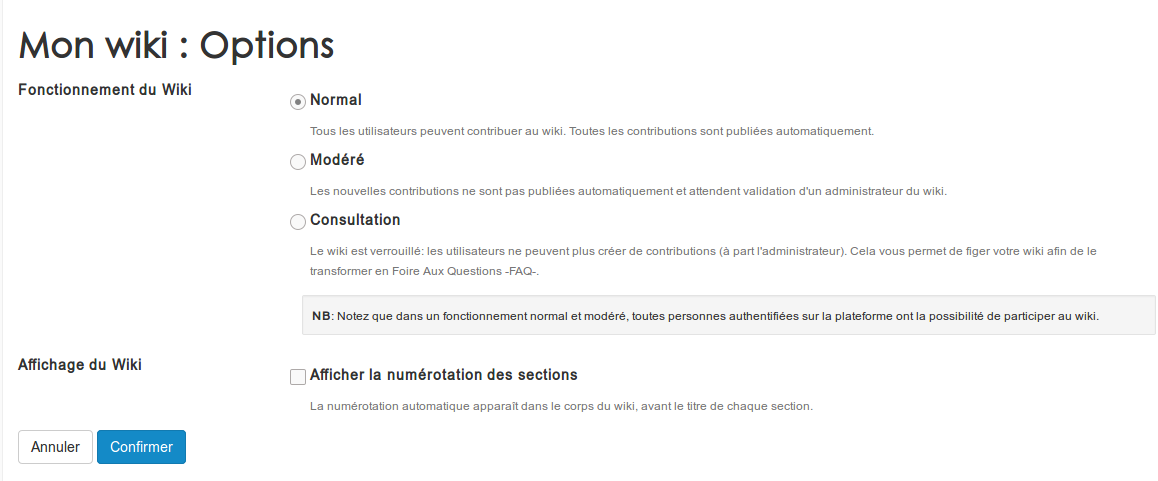 Mon wiki : Options
Fonctionnement du Wiki
Normal
Tous les utilisateurs peuvent contribuer au wiki. Toutes les contributions sont publiées automatiquement.
Modéré
Les nouvelles contributions ne sont pas publiées automatiquement et attendent validation d'un administrateur du wiki.
Consultation
Le wiki est verrouillé: les utilisateurs ne peuvent plus créer de contributions (à part l'administrateur). Cela vous permet de figer votre wiki afin de le
transformer en Foire Aux Questions -FAQ-.
NB: Notez que dans un fonctionnement normal et modéré, toutes personnes authentifiées sur la plateforme ont la possibilité de participer au wiki.
Affichage du Wiki
Afficher la numérotation des sections
La numérotation automatique apparaît dans le corps du wiki, avant le titre de chaque section.
Annuler Confirmer